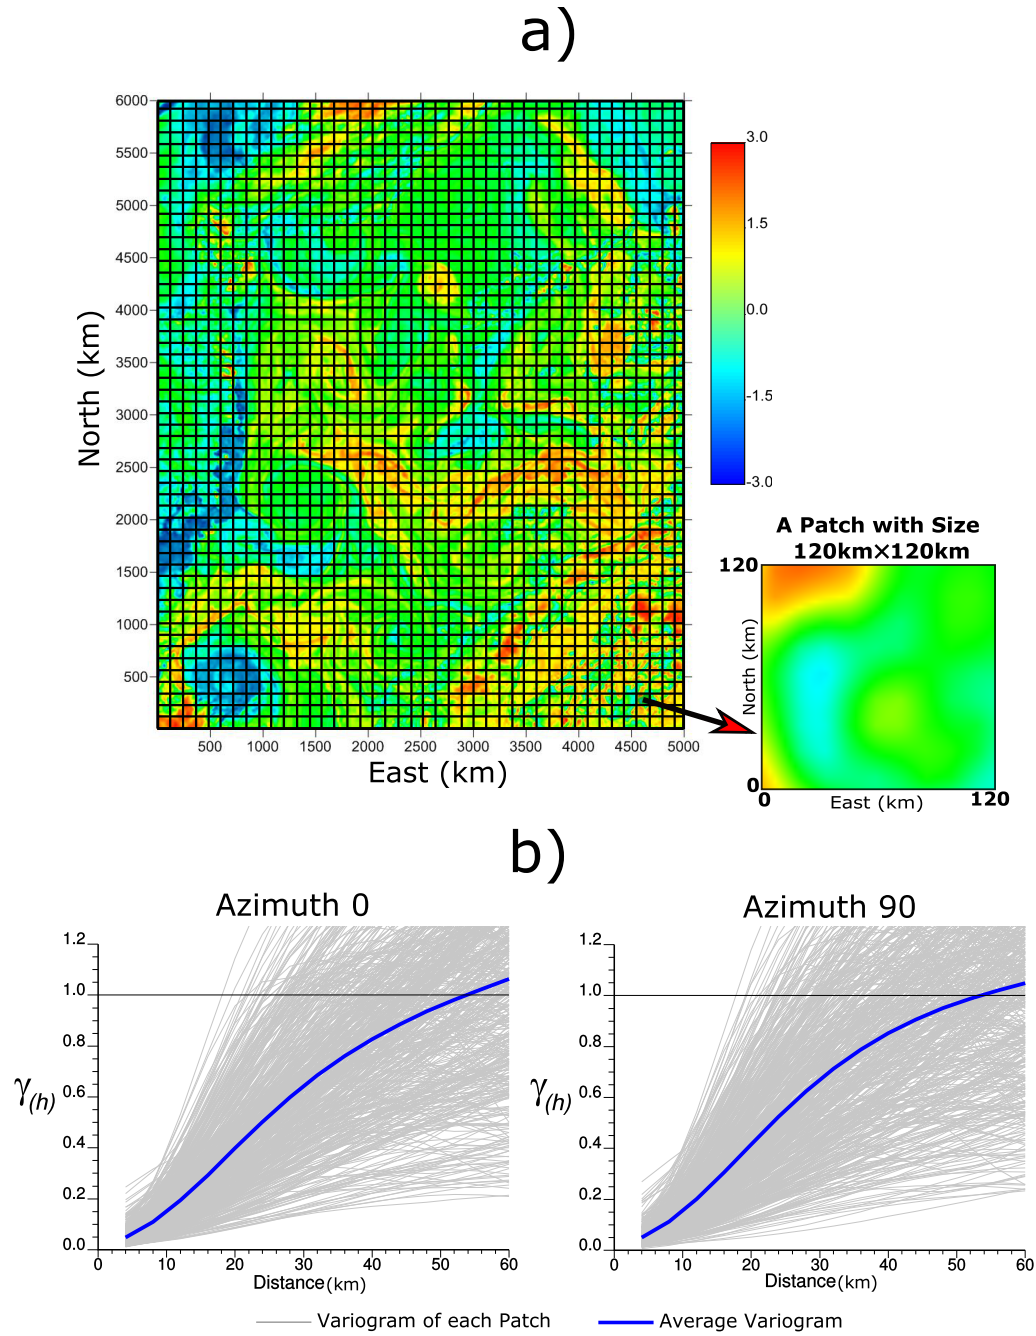 a)
6000
5500
5000
4500
4000
3500
3000
2500
2000
1500
1000
500
North (km)
500 1000 1500 2000 2500 3000 3500 4000 4500 5000
East (km)
3.0
1.5
0.0
-1.5
-3.0
A Patch with Size
120km×120km
120
North (km)
0
0 120
East (km)
b)
Azimuth 0
1.2
1.0
0.8
0.6
0.4
0.2
0.0
γ(h)
0 10 20 30 40 50 60
Distance(km)
Azimuth 90
1.2
1.0
0.8
0.6
0.4
0.2
0.0
γ(h)
0 10 20 30 40 50 60
Distance(km)
Variogram of each Patch
Average Variogram